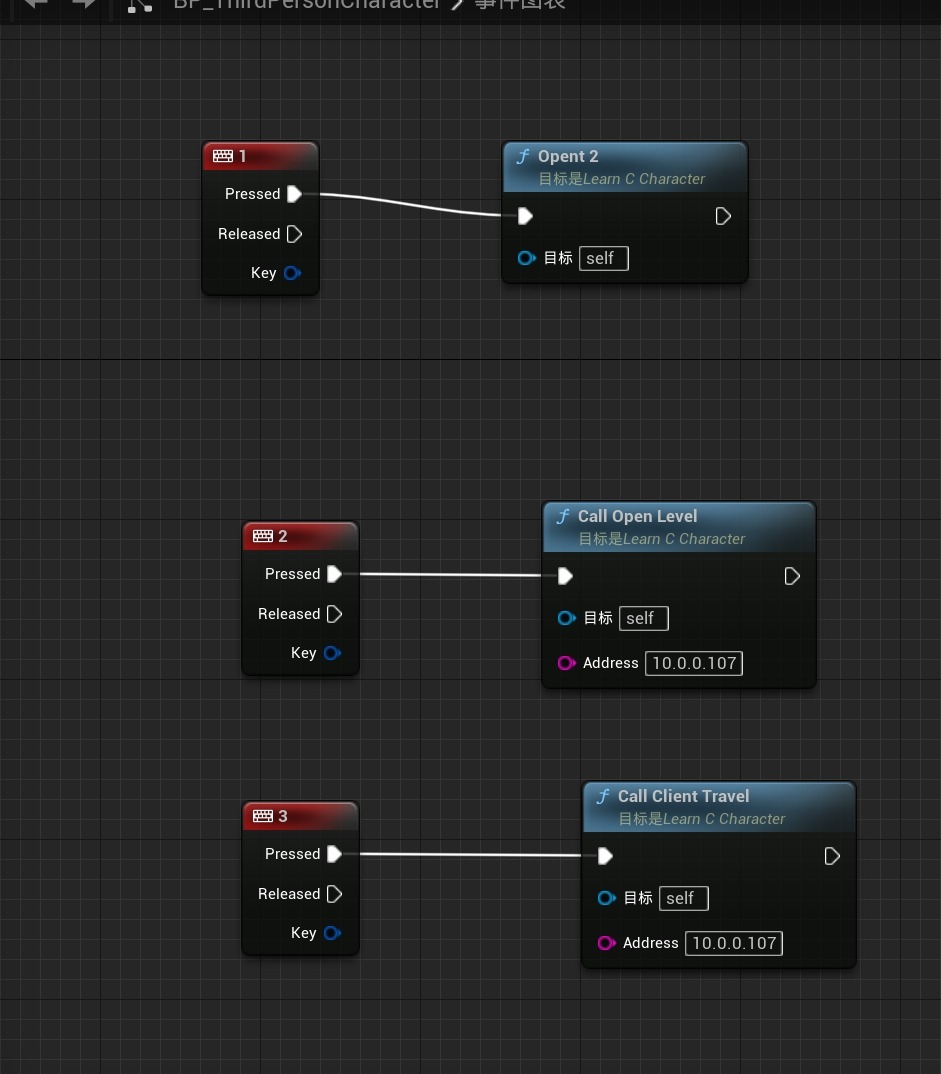 BP_ThirdPersonCharacter 事件图表
1
Pressed
Released
Key
Opent 2
目标是Learn C Character
目标 self
2
Pressed
Released
Key
Call Open Level
目标是Learn C Character
目标 self
Address 10.0.0.107
3
Pressed
Released
Key
Call Client Travel
目标是Learn C Character
目标 self
Address 10.0.0.107